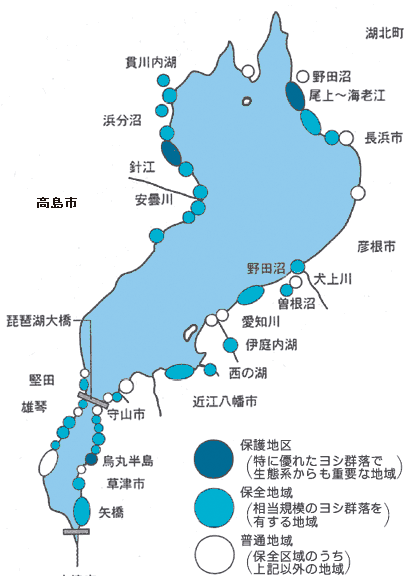 湖北町
貫川内湖
野田沼
尾上～海老江
浜分沼
長浜市
針江
安曇川
高島市
彦根市
野田沼
犬上川
曽根沼
琵琶湖大橋
愛知川
伊庭内湖
西の湖
堅田
近江八幡市
雄琴
守山市
保護地区
(特に優れたヨシ群落で
生態系からも重要な地域)
烏丸半島
草津市
保全地域
(相当規模のヨシ群落を
有する地域)
矢橋
普通地域
(保全区域のうち
上記以外の地域)